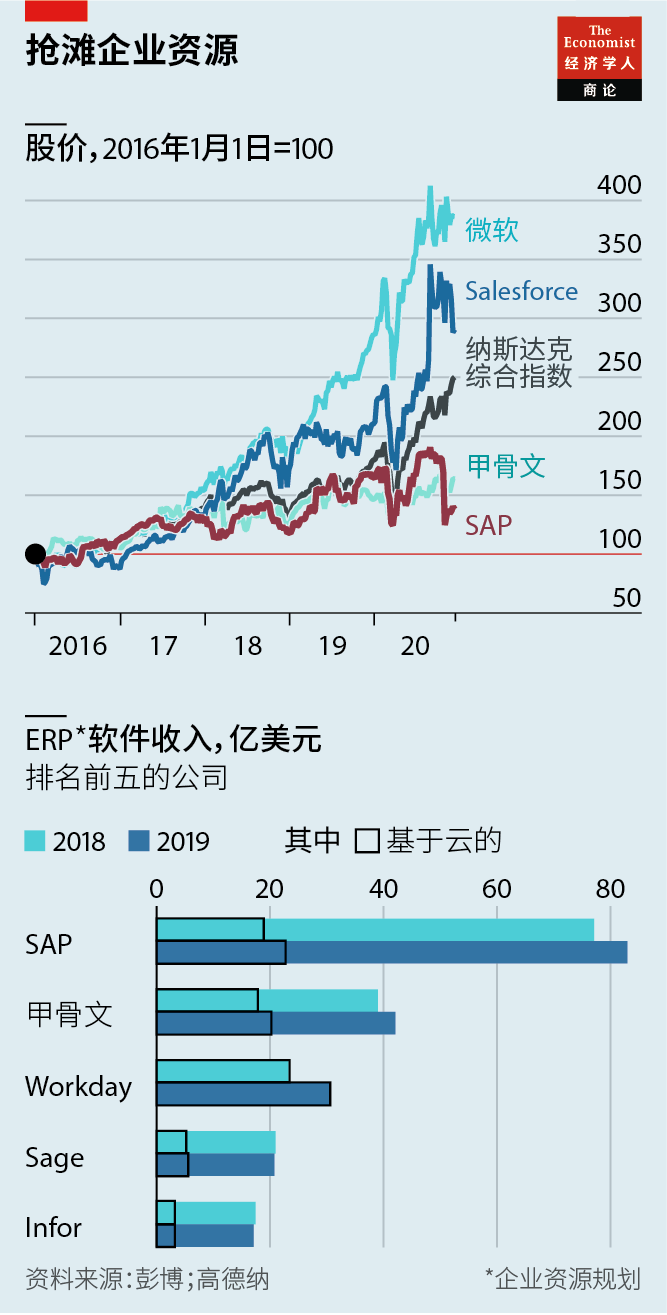 抢滩企业资源
The
Economist
经济学人
商论
股价，2016年1月1日=100
400
微软
350
Salesforce
300
纳斯达克
综合指数
250
200
甲骨文
150
SAP
100
50
2016 17 18 19 20
ERP*软件收入，亿美元
排名前五的公司
2018 2019 其中 基于云的
0 20 40 60 80
SAP
甲骨文
Workday
Sage
Infor
资料来源：彭博；高德纳 *企业资源规划